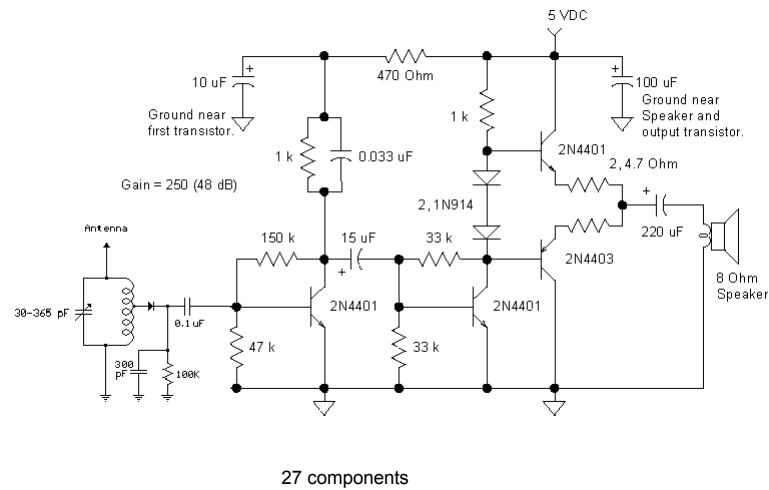 5 VDC
470 Ohm
10 uF
+
Ground near
first transistor.
+
100 uF
Ground near
Speaker and
output transistor.
1 k
2N4401
1 k
0.033 uF
2, 4.7 Ohm
Gain = 250 (48 dB)
2, 1N914
+
220 uF
Antenna
150 k
15 uF
+
33 k
2N4403
8 Ohm
Speaker
30-365 pF
0.1uF
2N4401
2N4401
47 k
33 k
300
pF
100K
27 components